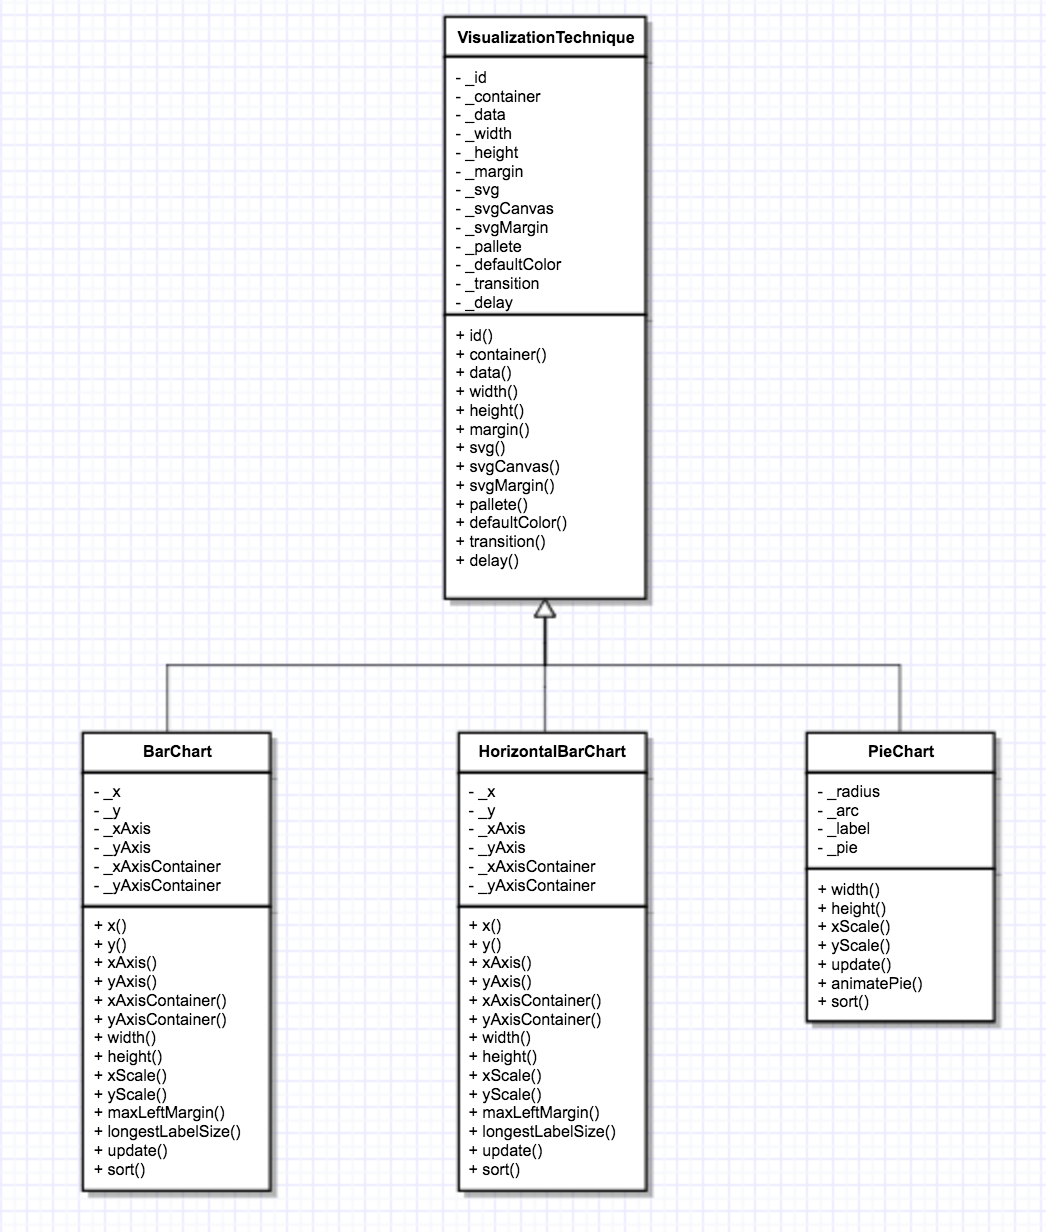 VisualizationTechnique
- _id
- _container
- _data
- _width
- _height
- _margin
- _svg
- _svgCanvas
- _svgMargin
- _pallete
- _defaultColor
- _transition
- _delay
+ id()
+ container()
+ data()
+ width()
+ height()
+ margin()
+ svg()
+ svgCanvas()
+ svgMargin()
+ pallete()
+ defaultColor()
+ transition()
+ delay()
BarChart
- _x
- _y
- _xAxis
- _yAxis
- _xAxisContainer
- _yAxisContainer
+ x()
+ y()
+ xAxis()
+ yAxis()
+ xAxisContainer()
+ yAxisContainer()
+ width()
+ height()
+ xScale()
+ yScale()
+ maxLeftMargin()
+ longestLabelSize()
+ update()
+ sort()
HorizontalBarChart
- _x
- _y
- _xAxis
- _yAxis
- _xAxisContainer
- _yAxisContainer
+ x()
+ y()
+ xAxis()
+ yAxis()
+ xAxisContainer()
+ yAxisContainer()
+ width()
+ height()
+ xScale()
+ yScale()
+ maxLeftMargin()
+ longestLabelSize()
+ update()
+ sort()
PieChart
- _radius
- _arc
- _label
- _pie
+ width()
+ height()
+ xScale()
+ yScale()
+ update()
+ animatePie()
+ sort()